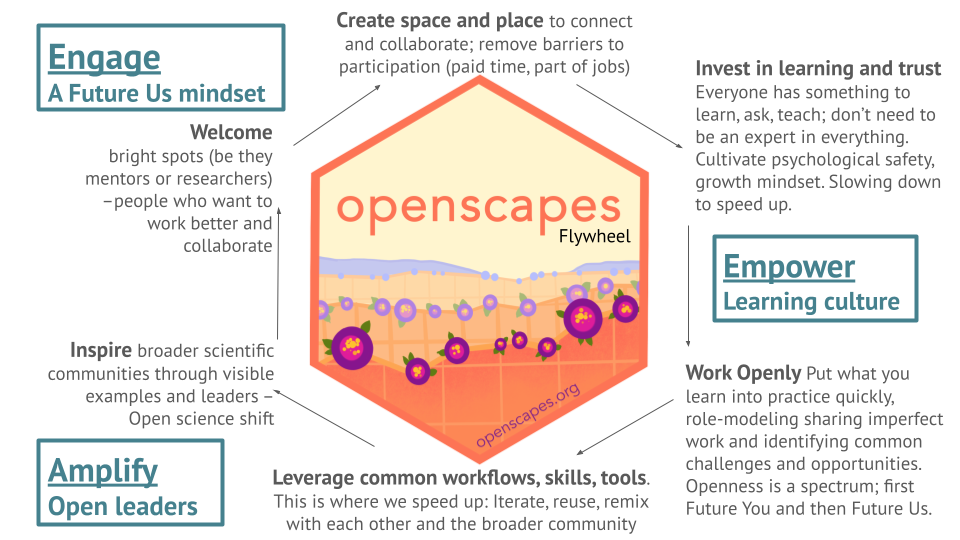 Engage
A Future Us mindset
Create space and place to connect
and collaborate; remove barriers to
participation (paid time, part of jobs)
Invest in learning and trust
Everyone has something to
learn, ask, teach; don’t need to
be an expert in everything.
Cultivate psychological safety,
growth mindset. Slowing down
to speed up.
Welcome
bright spots (be they
mentors or researchers)
–people who want to
work better and
collaborate
openscapes
Flywheel
Empower
Learning culture
Inspire broader scientific
communities through visible
examples and leaders –
Open science shift
Work Openly Put what you
learn into practice quickly,
role-modeling sharing imperfect
work and identifying common
challenges and opportunities.
Openness is a spectrum; first
Future You and then Future Us.
openscapes.org
Amplify
Open leaders
Leverage common workflows, skills, tools.
This is where we speed up: Iterate, reuse, remix
with each other and the broader community